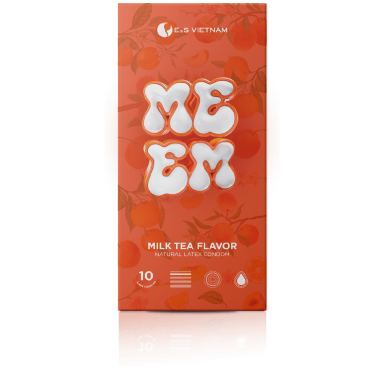 E&S VIETNAM
ME
EM
MILK TEA FLAVOR
NATURAL LATEX CONDOM
10